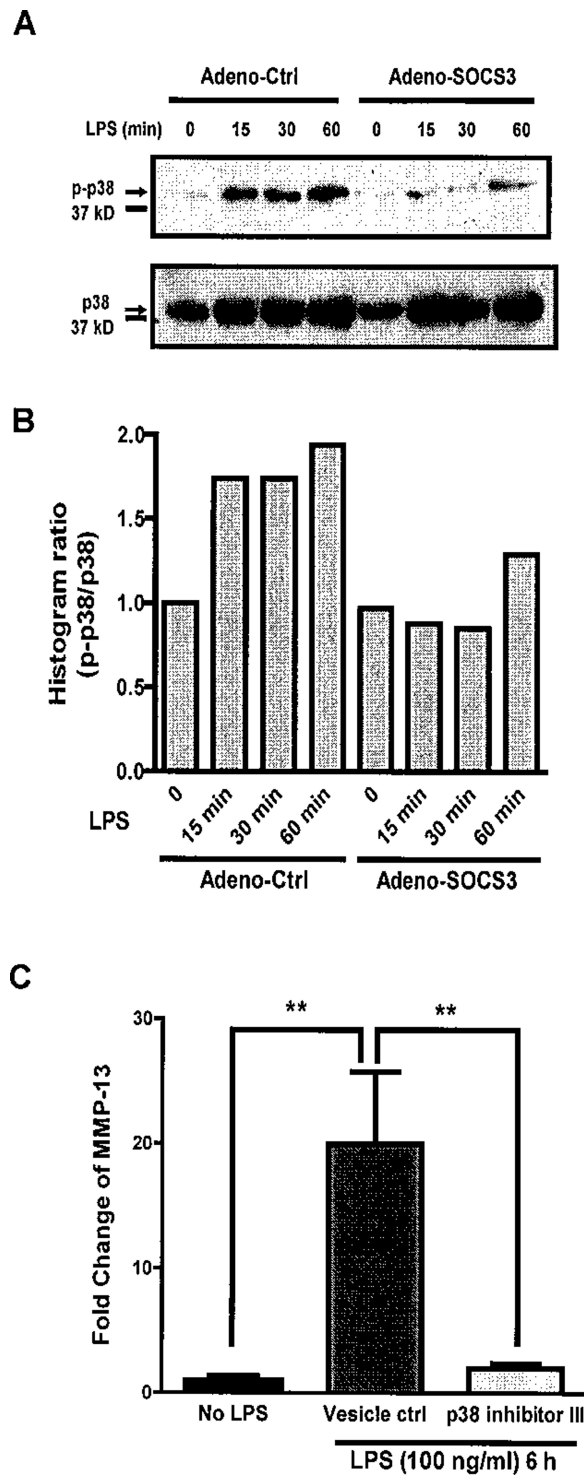 A
Adeno-Ctrl Adeno-SOCS3
LPS (min) 0 15 30 60 0 15 30 60
p-p38
37 kD
p38
37 kD
B
Histogram ratio
(p-p38/p38)
2.0
1.5
1.0
0.5
0.0
LPS 0 15 min 30 min 60 min 0 15 min 30 min 60 min
Adeno-Ctrl Adeno-SOCS3
C
Fold Change of MMP-13
30
20
10
0
** **
No LPS Vesicle ctrl p38 inhibitor III
LPS (100 ng/ml) 6 h